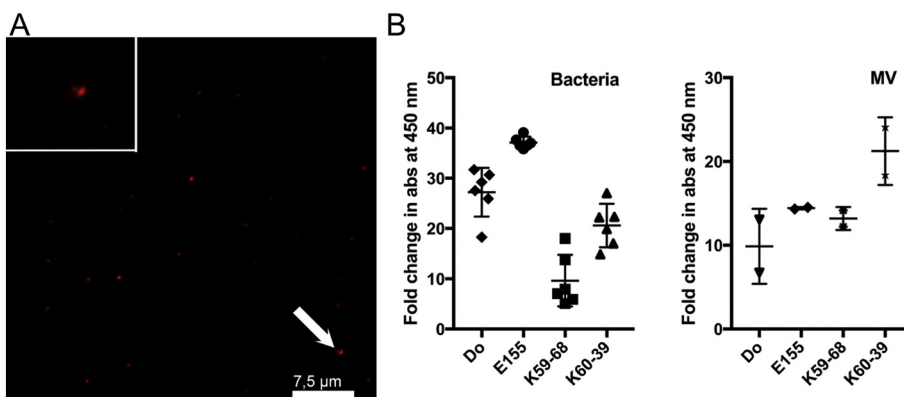 A
7,5 µm
B
Bacteria
Fold change in abs at 450 nm
50
40
30
20
10
0
Do
E155
K59-68
K60-39
MV
Fold change in abs at 450 nm
30
20
10
0
Do
E155
K59-68
K60-39